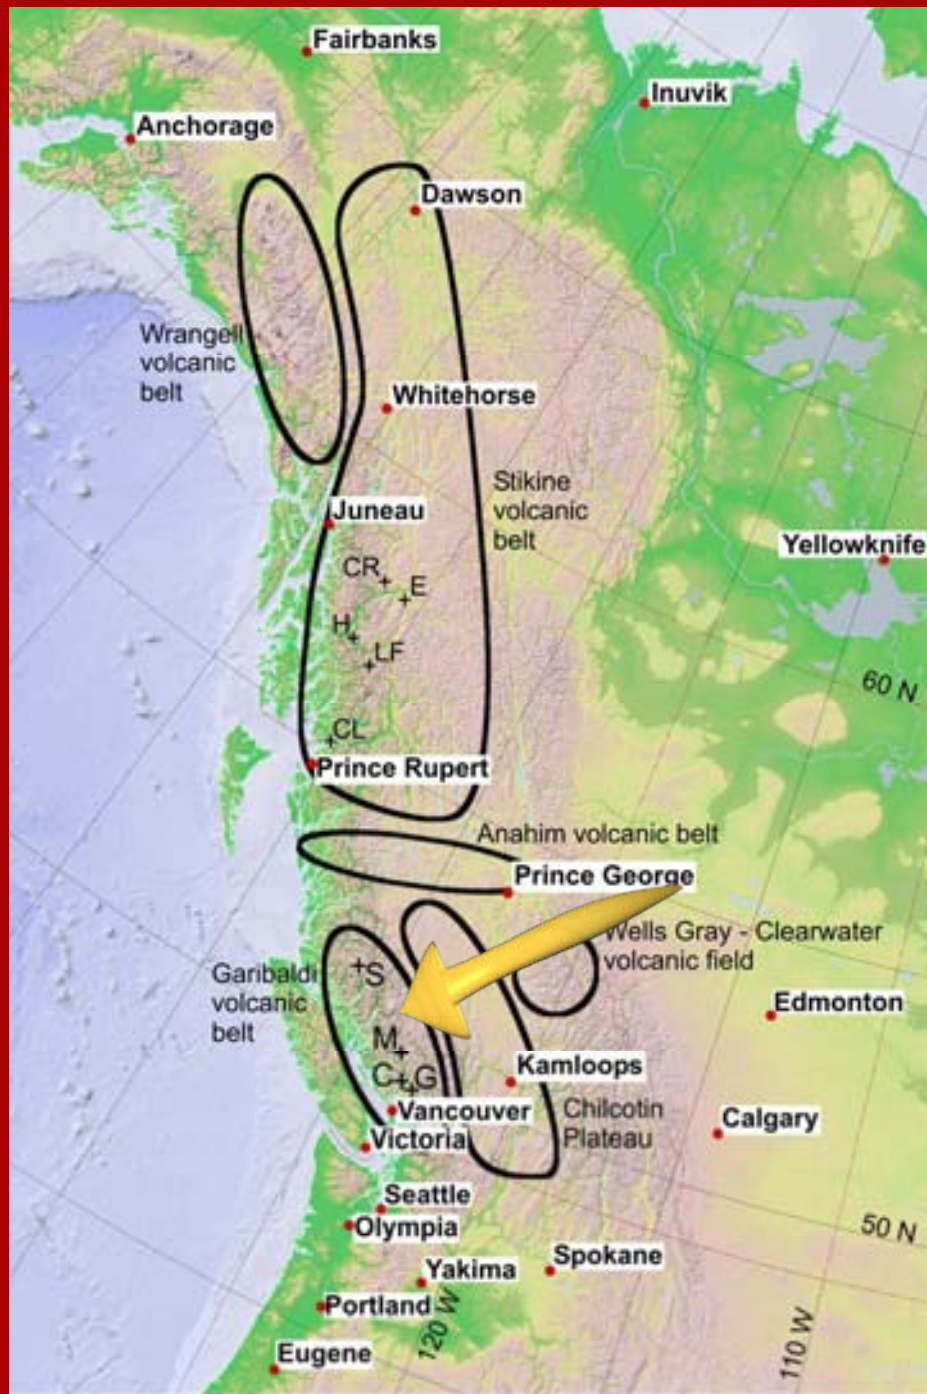 Fairbanks
Inuvik
Anchorage
Dawson
Wrangell
volcanic
belt
Whitehorse
Stikine
volcanic
belt
Juneau
Yellowknife
CR
E
H
LF
60 N
CL
Prince Rupert
Anahim volcanic belt
Prince George
Wells Gray - Clearwater
volcanic field
Garibaldi
volcanic
belt
S
Edmonton
M
Kamloops
C
G
Vancouver
Chilcotin
Plateau
Calgary
Victoria
Seattle
Olympia
50 N
Spokane
Yakima
Portland
120 W
110 W
Eugene